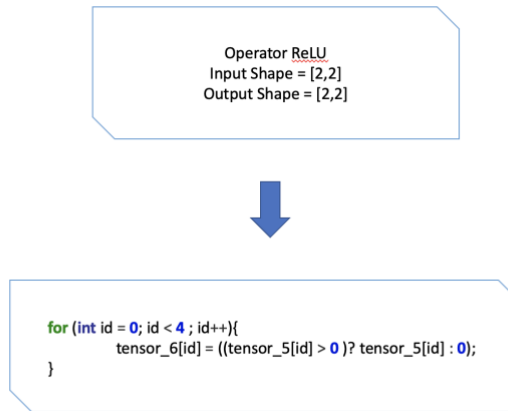 Operator ReLU
Input Shape = [2,2]
Output Shape = [2,2]
for (int id = 0; id < 4 ; id++){
tensor_6[id] = ((tensor_5[id] > 0 )? tensor_5[id] : 0);
}